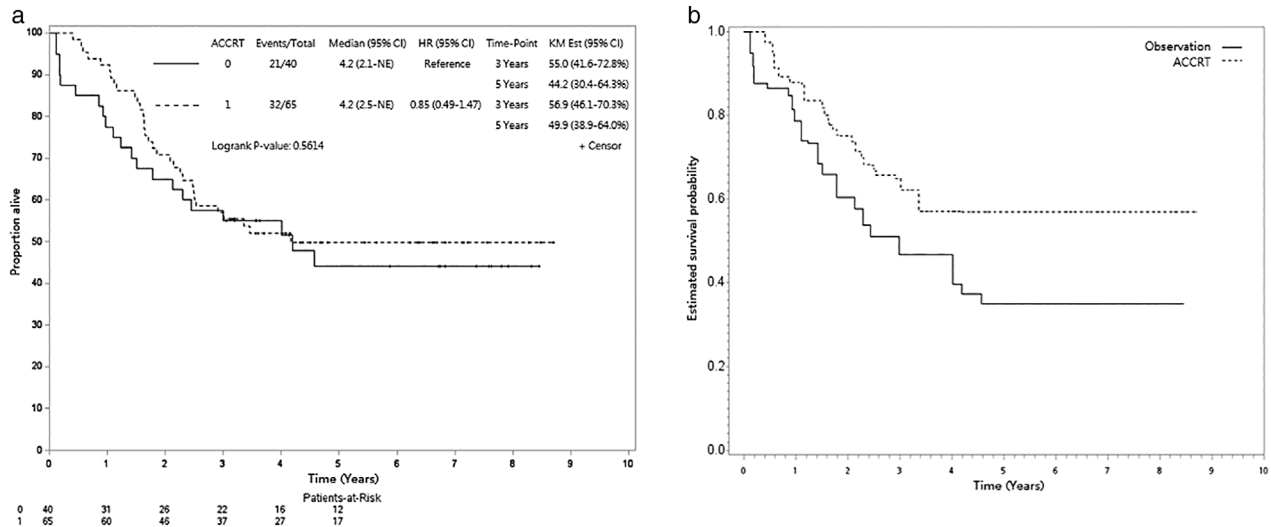 a
100
90
80
70
60
50
40
30
20
10
0
Proportion alive
ACCRT Events/Total Median (95% CI) HR (95% CI) Time-Point KM Est (95% CI)
0 21/40 4.2 (2.1-NE) Reference 3 Years 55.0 (41.6-72.8%)
5 Years 44.2 (30.4-64.3%)
1 32/65 4.2 (2.5-NE) 0.85 (0.49-1.47) 3 Years 56.9 (46.1-70.3%)
5 Years 49.9 (38.9-64.0%)
Logrank P-value: 0.5614 + Censor
0 1 2 3 4 5 6 7 8 9 10
Time (Years)
Patients-at-Risk
0 40 31 26 22 16 12
1 65 60 46 37 27 17
b
1.0
0.8
0.6
0.4
0.2
0.0
Estimated survival probability
Observation
ACCRT
0 1 2 3 4 5 6 7 8 9 10
Time (Years)